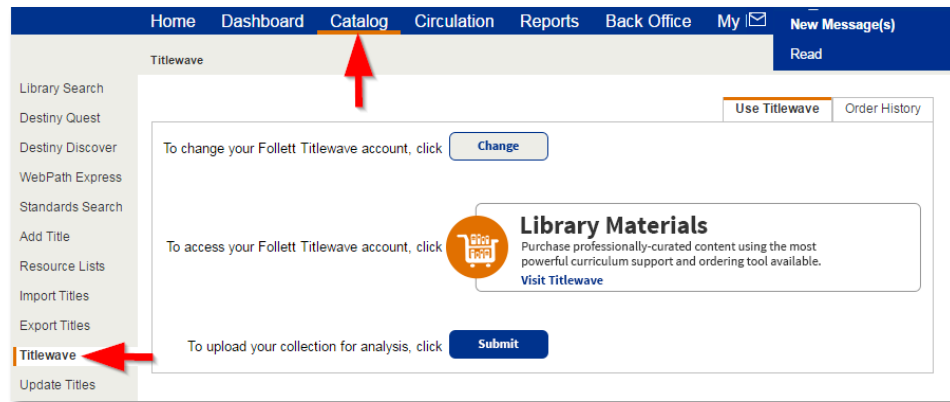 Home Dashboard Catalog Circulation Reports Back Office My
New Message(s)
Read
Titlewave
Library Search
Destiny Quest
Destiny Discover
WebPath Express
Standards Search
Add Title
Resource Lists
Import Titles
Export Titles
Titlewave
Update Titles
Use Titlewave Order History
To change your Follett Titlewave account, click Change
To access your Follett Titlewave account, click
Library Materials
Purchase professionally-curated content using the most
powerful curriculum support and ordering tool available.
Visit Titlewave
To upload your collection for analysis, click Submit